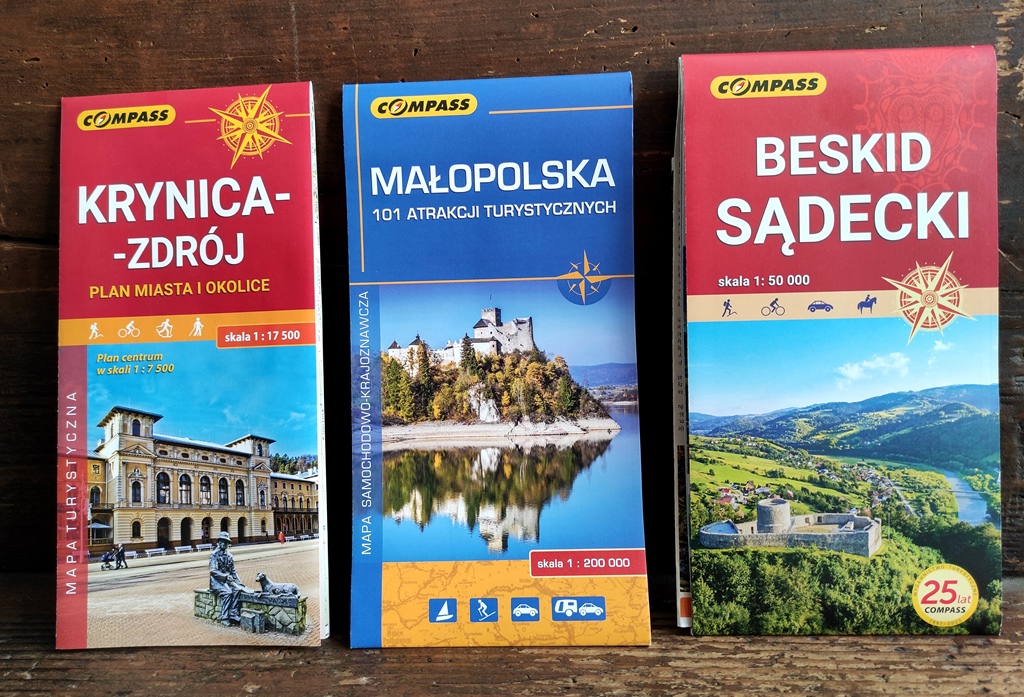 COMPASS
KRYNICA-
-ZDRÓJ
PLAN MIASTA I OKOLICE
skala 1 : 17 500
Plan centrum
w skali 1 : 7 500
MAPA TURYSTYCZNA
COMPASS
MAŁOPOLSKA
101 ATRAKCJI TURYSTYCZNYCH
MAPA SAMOCHODOWO-KRAJOZNAWCZA
skala 1 : 200 000
COMPASS
BESKID
SĄDECKI
skala 1: 50 000
25 lat
COMPASS